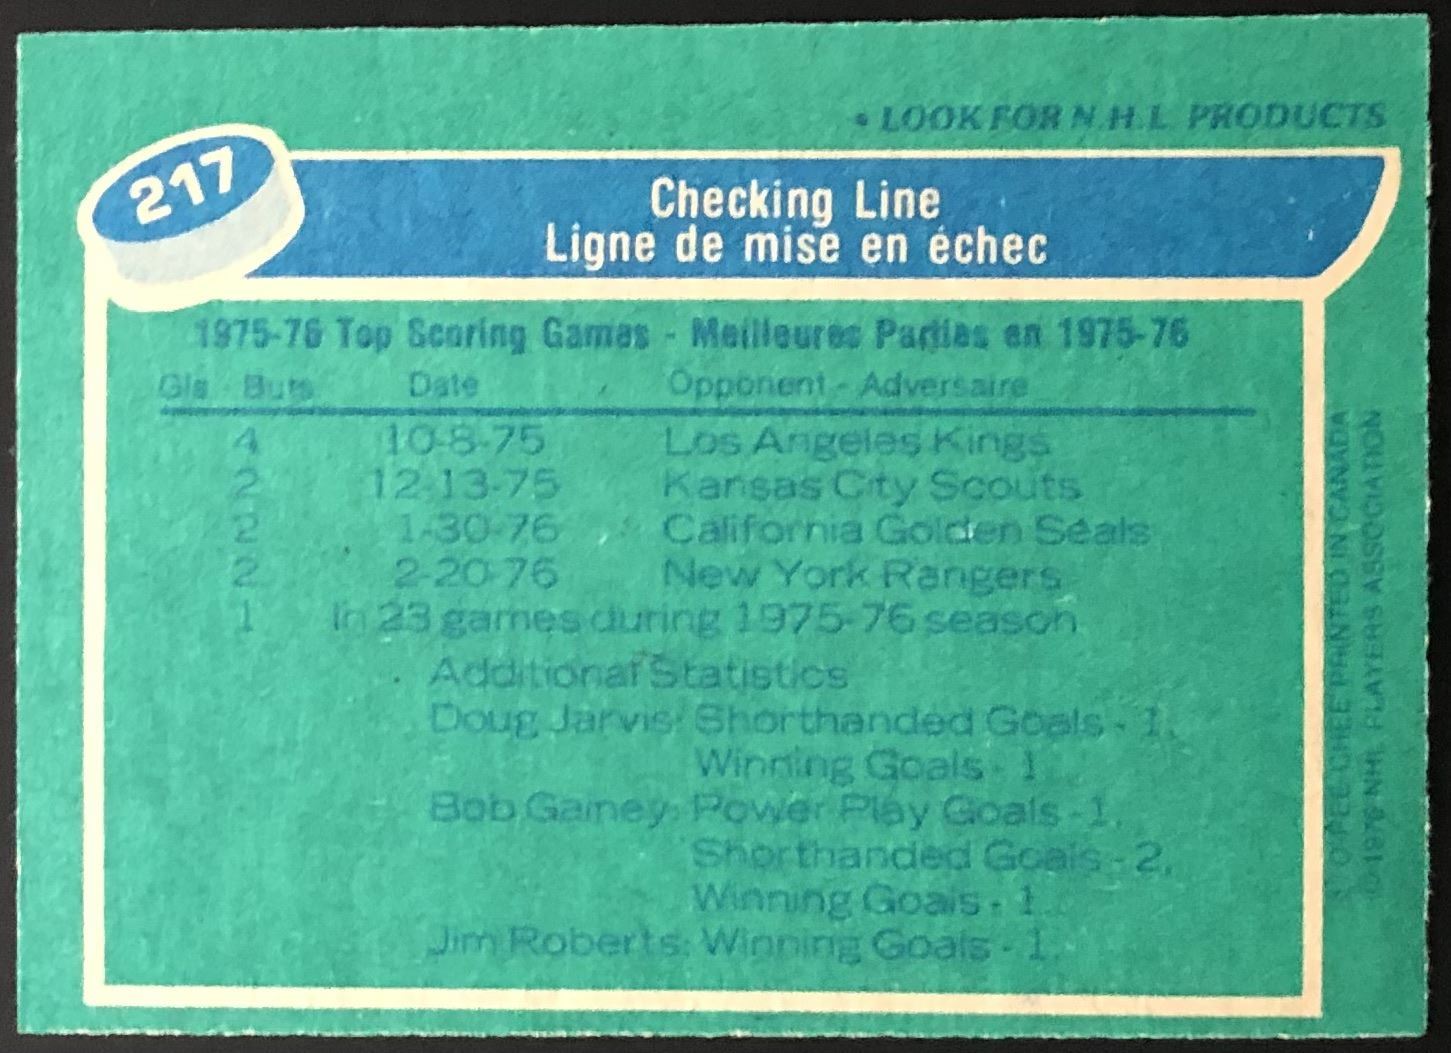 • LOOK FOR N.H.L. PRODUCTS
217
Checking Line
Ligne de mise en échec
1975-76 Top Scoring Games - Meilleures Parties en 1975-76
Gls - Buts Date Opponent - Adversaire
4 10-8-75 Los Angeles Kings
2 12-13-75 Kansas City Scouts
2 1-30-76 California Golden Seals
2 2-20-76 New York Rangers
1 In 23 games during 1975-76 season
Additional Statistics
Doug Jarvis: Shorthanded Goals - 1,
Winning Goals - 1.
Bob Gainey: Power Play Goals - 1,
Shorthanded Goals - 2,
Winning Goals - 1.
Jim Roberts: Winning Goals - 1.
O-PEE-CHEE PRINTED IN CANADA
© 1976 NHL PLAYERS ASSOCIATION